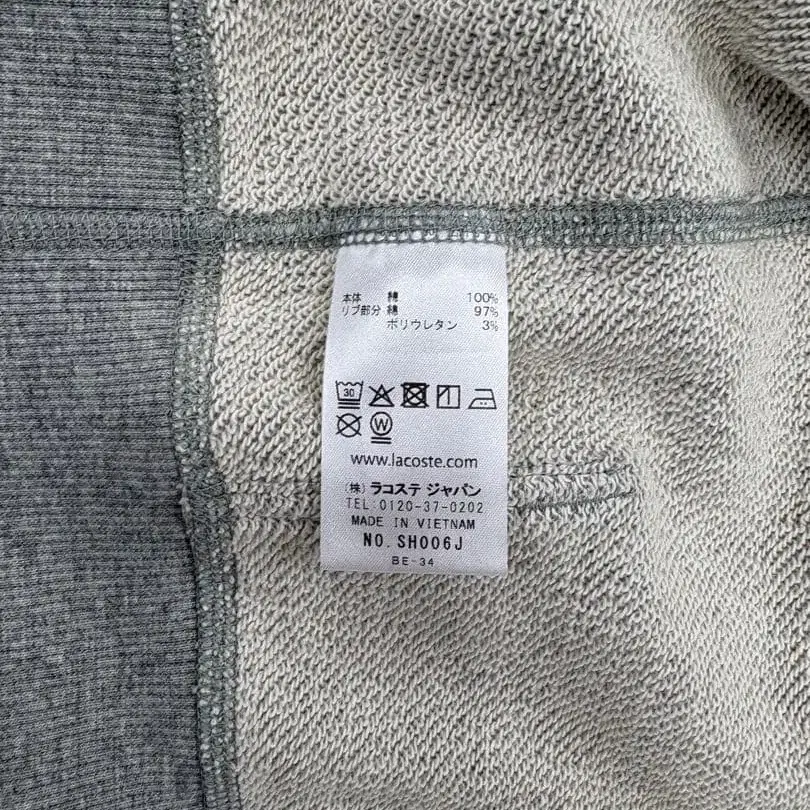 本体 綿 100%
リブ部分 綿 97%
ポリウレタン 3%
30
W
www.lacoste.com
(株) ラコステ ジャパン
TEL:0120-37-0202
MADE IN VIETNAM
NO. SH006J
BE-34